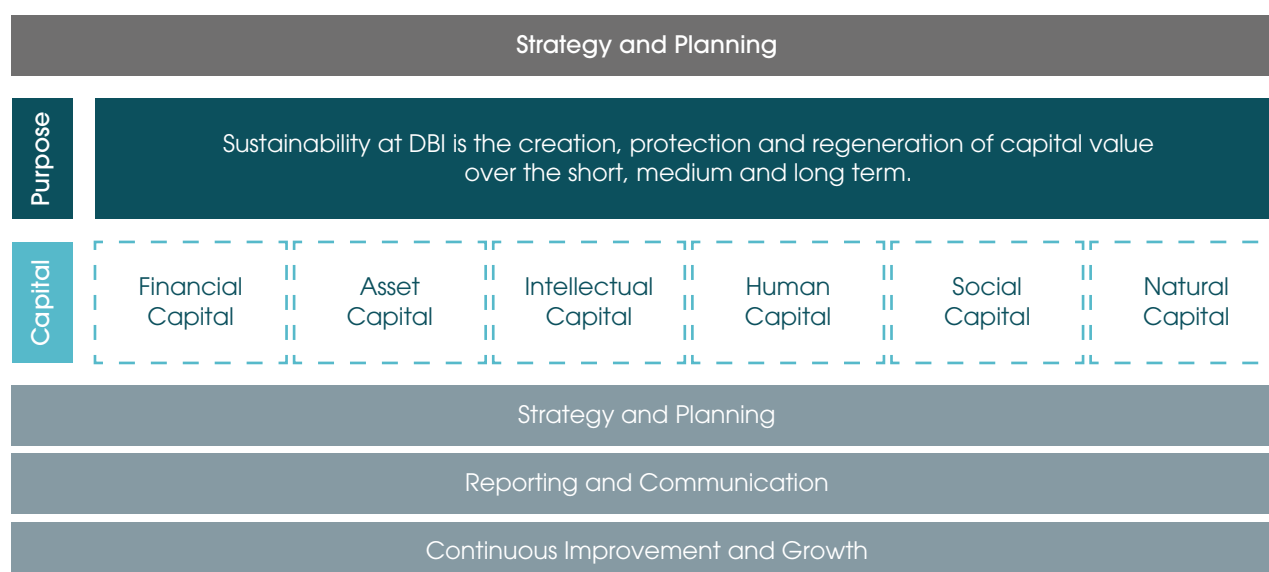 Strategy and Planning
Purpose
Sustainability at DBI is the creation, protection and regeneration of capital value
over the short, medium and long term.
Capital
Financial
Capital
Asset
Capital
Intellectual
Capital
Human
Capital
Social
Capital
Natural
Capital
Strategy and Planning
Reporting and Communication
Continuous Improvement and Growth